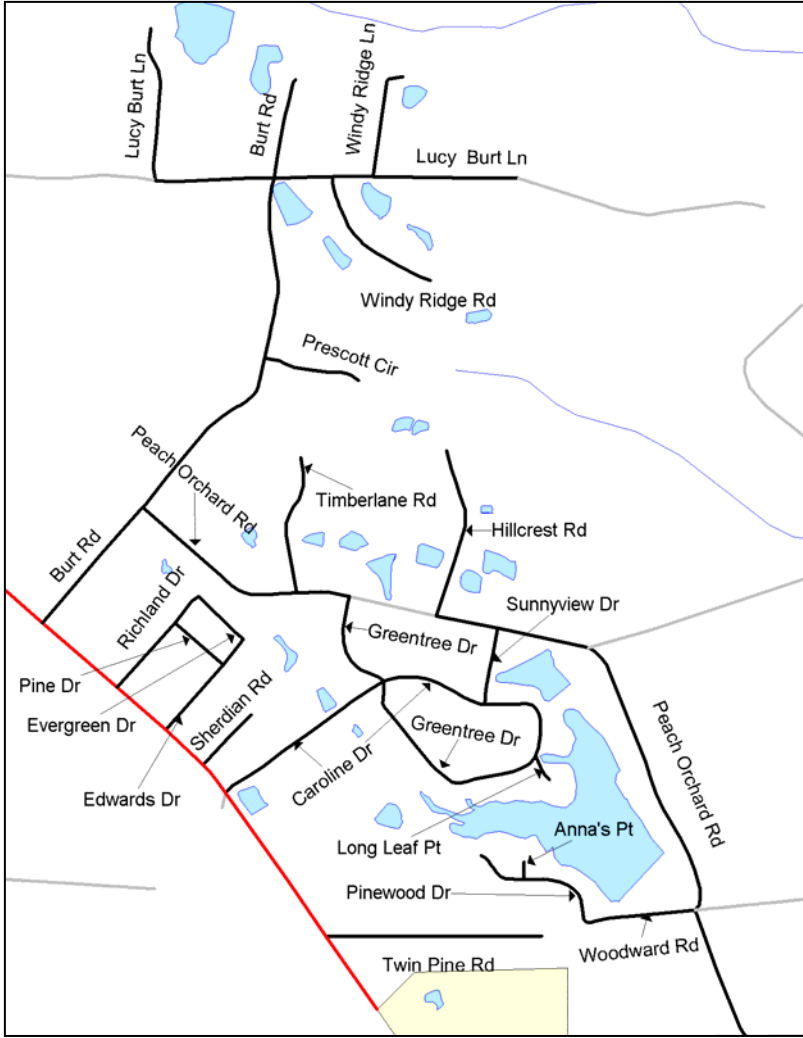 Lucy Burt Ln
Burt Rd
Windy Ridge Ln
Lucy Burt Ln
Windy Ridge Rd
Prescott Cir
Peach Orchard Rd
Timberlane Rd
Hillcrest Rd
Burt Rd
Richland Dr
Sunnyview Dr
Greentree Dr
Pine Dr
Evergreen Dr
Sherdian Rd
Greentree Dr
Peach Orchard Rd
Edwards Dr
Caroline Dr
Long Leaf Pt
Anna's Pt
Pinewood Dr
Woodward Rd
Twin Pine Rd